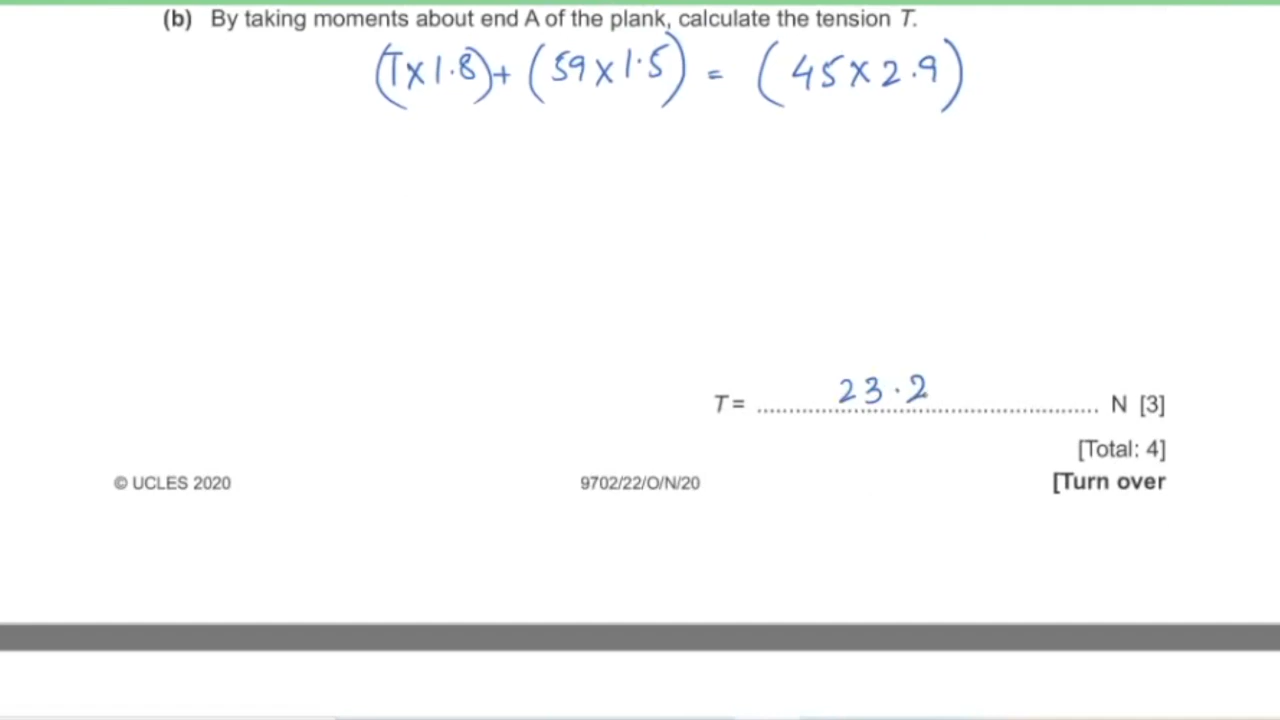 (b) By taking moments about end A of the plank, calculate the tension T.
(T×1.8)+(59×1.5) = (45×2.9)
T = 23.2 N [3]
[Total: 4]
© UCLES 2020 9702/22/O/N/20 [Turn over